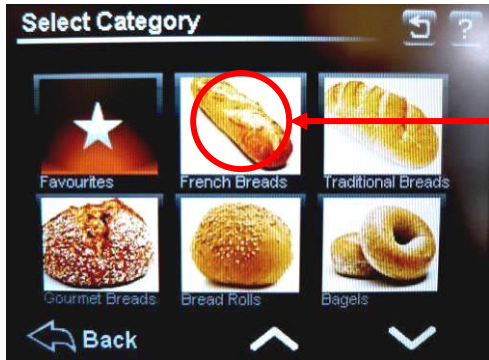 Select Category
?
Favourites
French Breads
Traditional Breads
Gourmet Breads
Bread Rolls
Bagels
Back